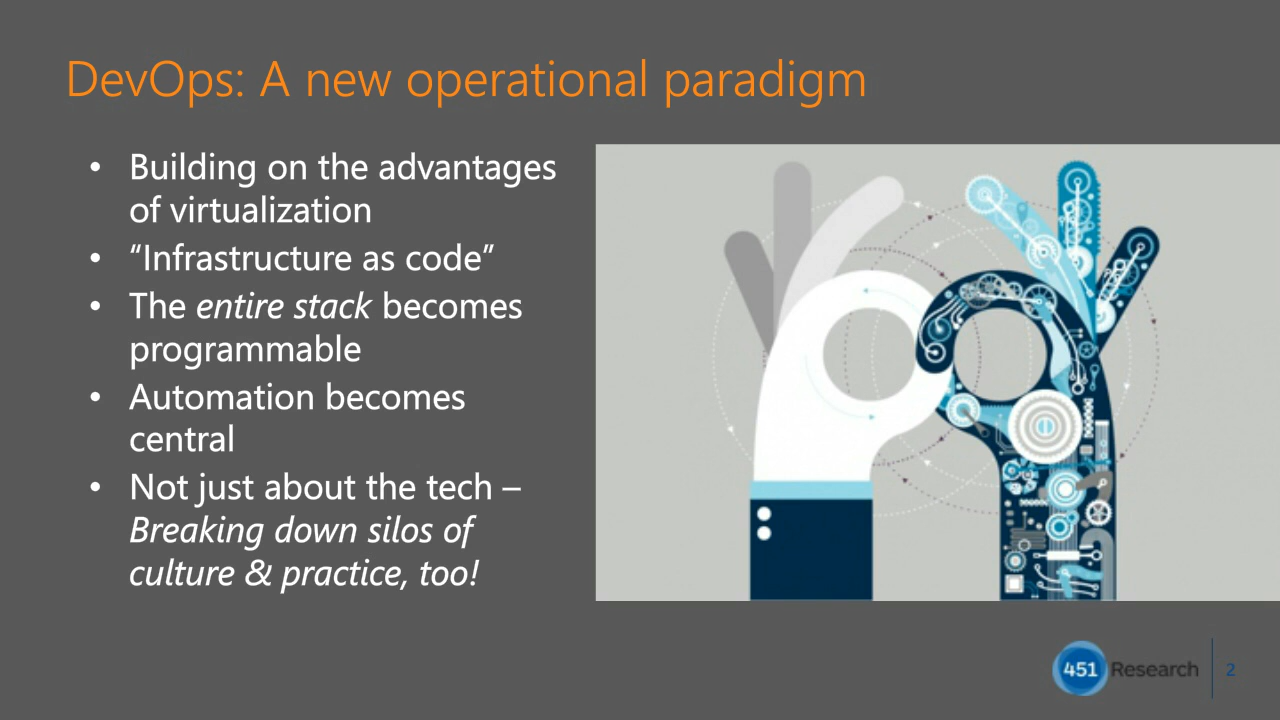 DevOps: A new operational paradigm
• Building on the advantages
of virtualization
• “Infrastructure as code”
• The entire stack becomes
programmable
• Automation becomes
central
• Not just about the tech –
Breaking down silos of
culture & practice, too!
451 Research
2